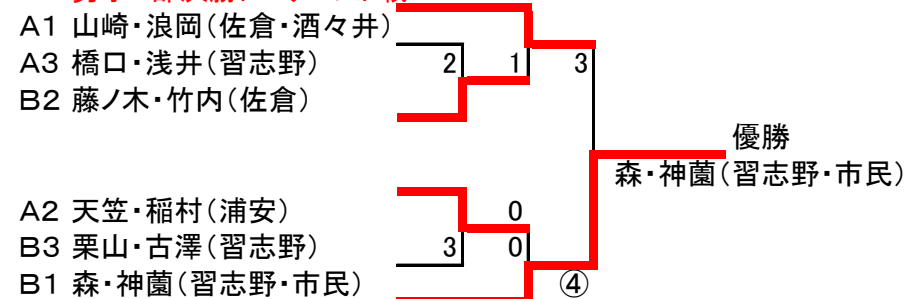 A1 山崎・浪岡(佐倉・酒々井)
A3 橋口・浅井(習志野) 2 1 3
B2 藤ノ木・竹内(佐倉)
優勝
森・神薗(習志野・市民)
A2 天笠・稲村(浦安) 0
B3 栗山・古澤(習志野) 3 0
B1 森・神薗(習志野・市民) ④